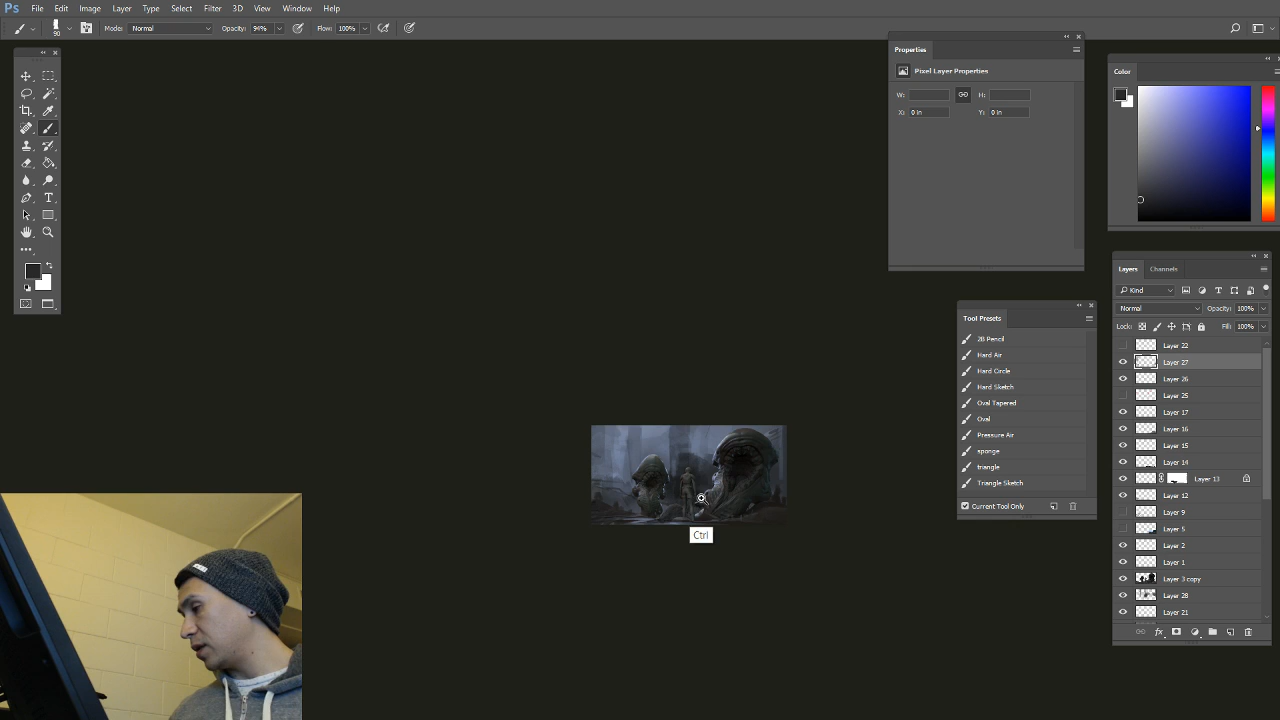 Ps File Edit Image Layer Type Select Filter 3D View Window Help
90 Mode: Normal Opacity: 94% Flow: 100%
Properties
Pixel Layer Properties
W: H:
X: 0 in Y: 0 in
Color
Tool Presets
2B Pencil
Hard Air
Hard Circle
Hard Sketch
Oval Tapered
Oval
Pressure Air
sponge
triangle
Triangle Sketch
Current Tool Only
Layers Channels
Kind
Normal Opacity: 100%
Lock: Fill: 100%
Layer 22
Layer 27
Layer 26
Layer 25
Layer 17
Layer 16
Layer 15
Layer 14
Layer 13
Layer 12
Layer 9
Layer 5
Layer 2
Layer 1
Layer 3 copy
Layer 28
Layer 21
Ctrl